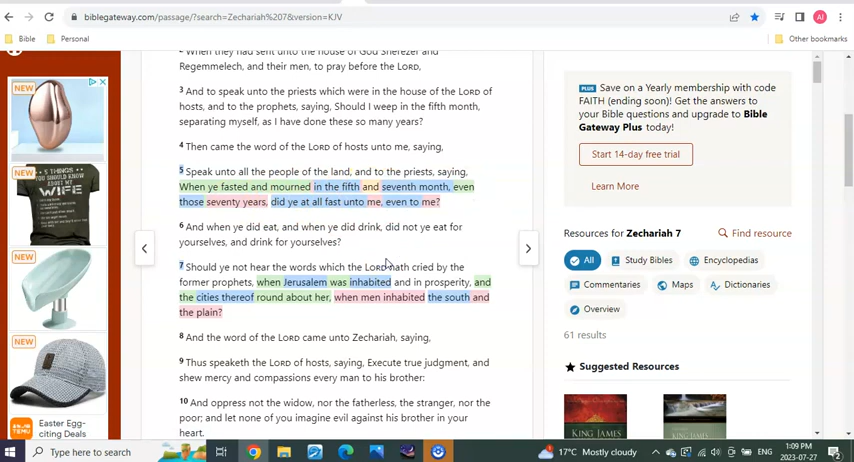 biblegateway.com/passage/?search=Zechariah%207&version=KJV
Bible
Personal
Other bookmarks
NEW
5 THINGS YOU SHOULD KNOW ABOUT MY
WIFE
NEW
NEW
Easter Egg-
citing Deals
When they had sent unto the house of God Sherezer and
Regemmelech, and their men, to pray before the LORD,
3 And to speak unto the priests which were in the house of the LORD of
hosts, and to the prophets, saying, Should I weep in the fifth month,
separating myself, as I have done these so many years?
4 Then came the word of the LORD of hosts unto me, saying,
5 Speak unto all the people of the land, and to the priests, saying,
When ye fasted and mourned in the fifth and seventh month, even
those seventy years, did ye at all fast unto me, even to me?
6 And when ye did eat, and when ye did drink, did not ye eat for
yourselves, and drink for yourselves?
7 Should ye not hear the words which the LORD hath cried by the
former prophets, when Jerusalem was inhabited and in prosperity, and
the cities thereof round about her, when men inhabited the south and
the plain?
8 And the word of the LORD came unto Zechariah, saying,
9 Thus speaketh the LORD of hosts, saying, Execute true judgment, and
shew mercy and compassions every man to his brother:
10 And oppress not the widow, nor the fatherless, the stranger, nor the
poor; and let none of you imagine evil against his brother in your
heart.
PLUS Save on a Yearly membership with code
FAITH (ending soon)! Get the answers to
your Bible questions and upgrade to Bible
Gateway Plus today!
Start 14-day free trial
Learn More
Resources for Zechariah 7
Find resource
All
Study Bibles
Encyclopedias
Commentaries
Maps
Dictionaries
Overview
61 results
Suggested Resources
KING JAMES
KING JAMES
Type here to search
17°C Mostly cloudy
ENG
1:09 PM
2023-07-27
2